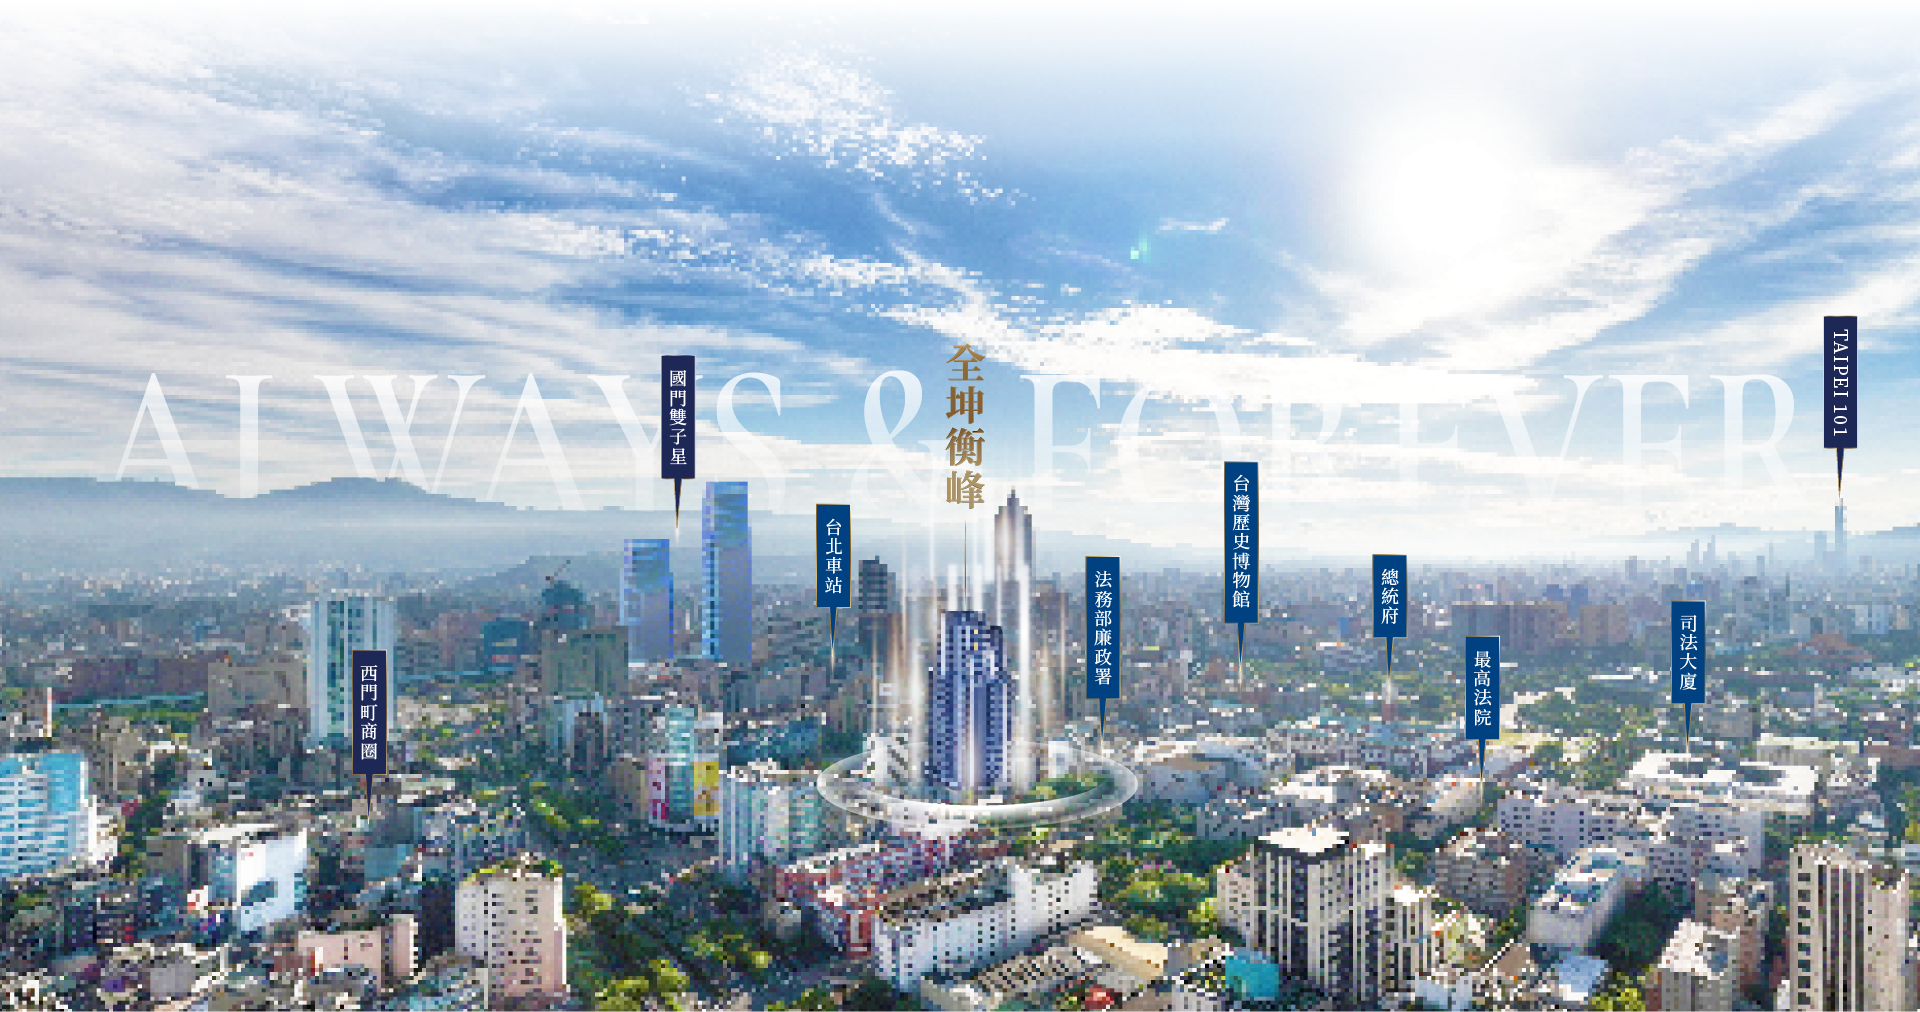 ALWAYS & FOREVER
全坤衡峰
國門雙子星
台北車站
西門町商圈
法務部廉政署
台灣歷史博物館
總統府
最高法院
司法大廈
TAIPEI 101